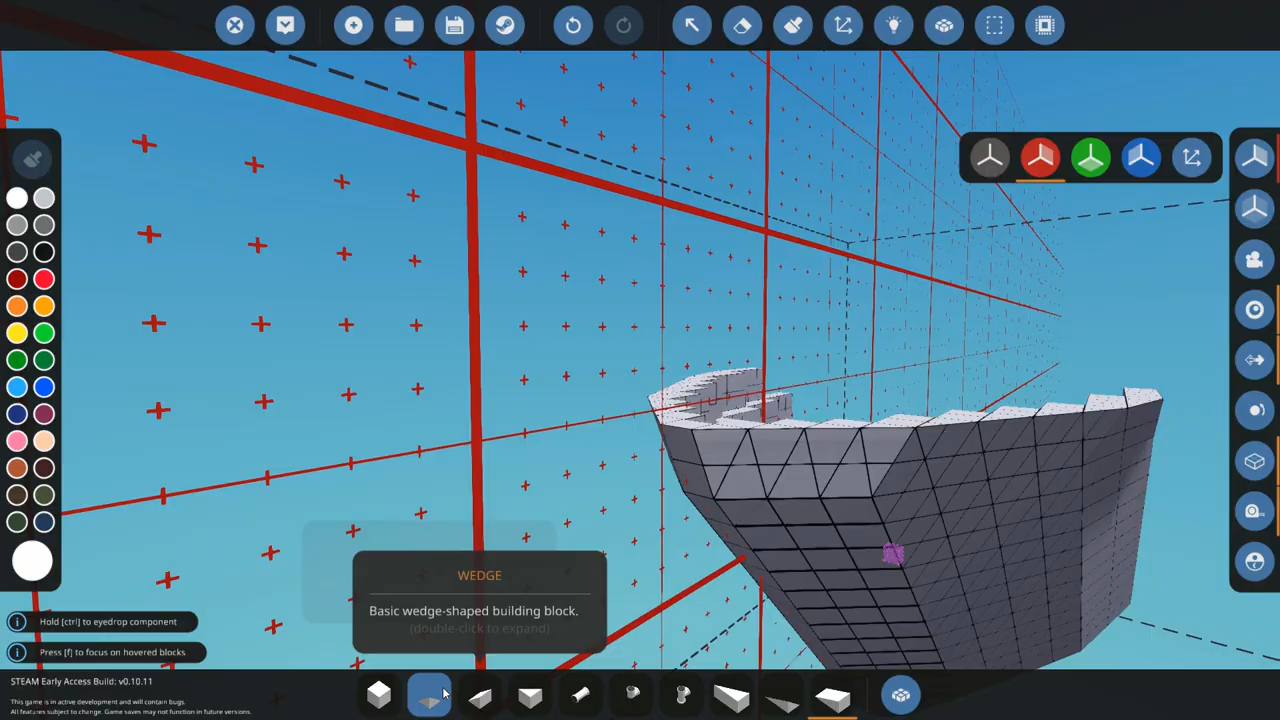 WEDGE
Basic wedge-shaped building block.
(double-click to expand)
Hold [ctrl] to eyedrop component
Press [f] to focus on hovered blocks
STEAM Early Access Build: v0.10.11
This game is in active development and will contain bugs.
All features subject to change. Game saves may not function in future versions.